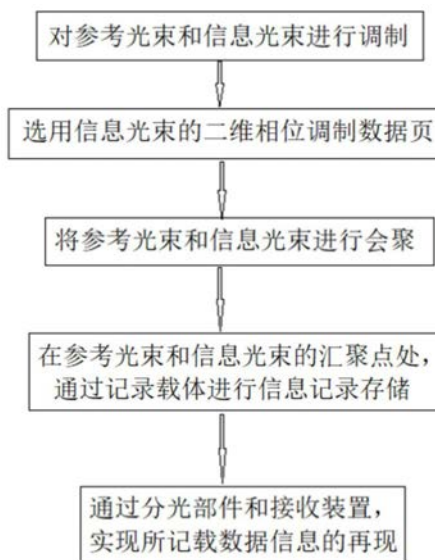 对参考光束和信息光束进行调制
选用信息光束的二维相位调制数据页
将参考光束和信息光束进行会聚
在参考光束和信息光束的汇聚点处,
通过记录载体进行信息记录存储
通过分光部件和接收装置,
实现所记载数据信息的再现